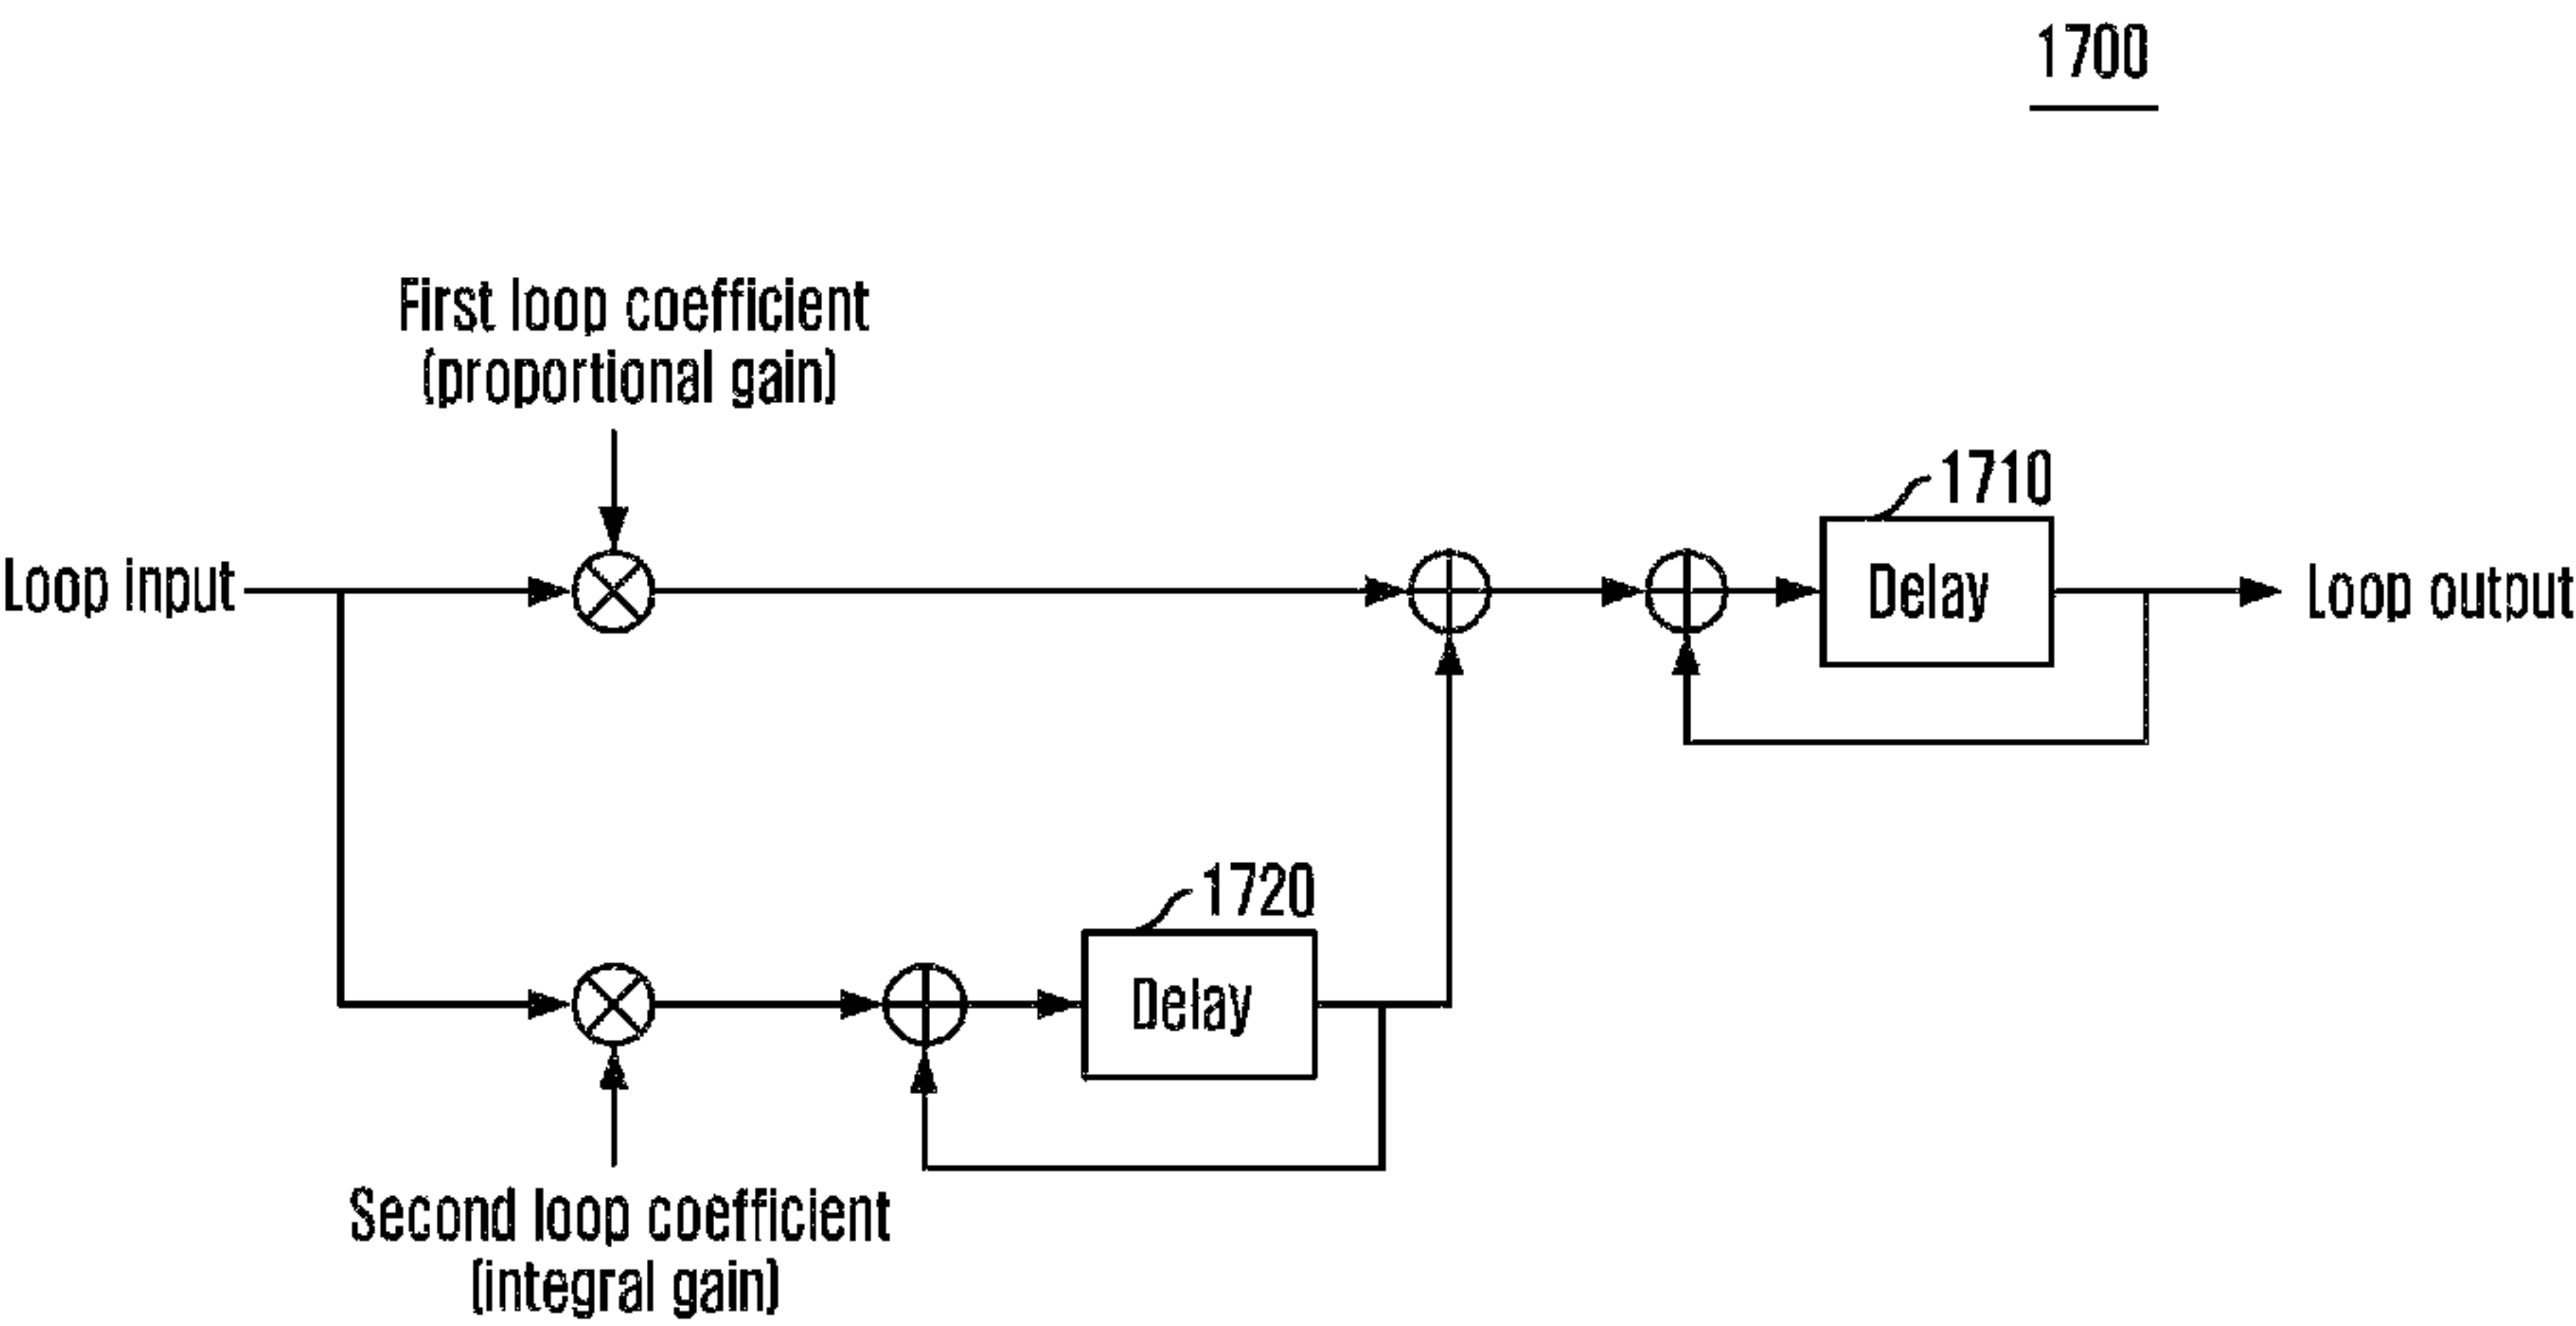 1700
First loop coefficient
(proportional gain)
1710
Loop input
Delay
Loop output
1720
Delay
Second loop coefficient
(integral gain)